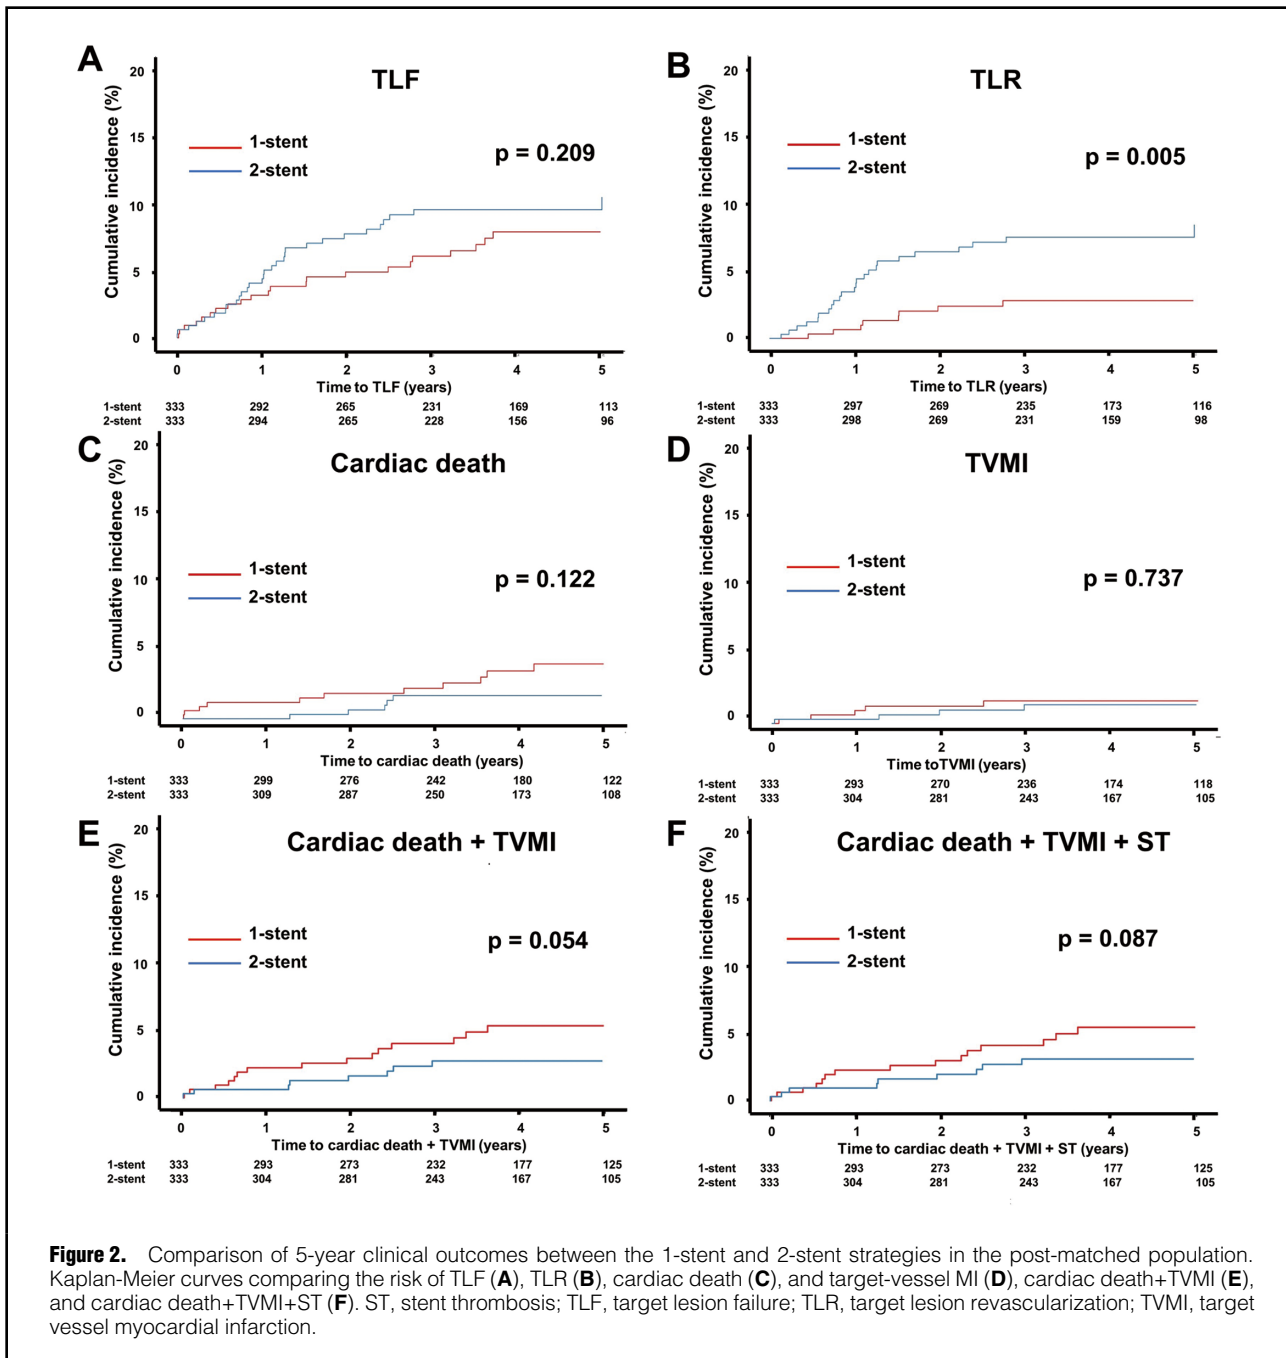 A
TLF
Cumulative incidence (%)
20
15
10
5
0
1-stent
2-stent
p = 0.209
0 1 2 3 4 5
Time to TLF (years)
1-stent 333 292 265 231 169 113
2-stent 333 294 265 228 156 96
B
TLR
Cumulative incidence (%)
20
15
10
5
0
1-stent
2-stent
p = 0.005
0 1 2 3 4 5
Time to TLR (years)
1-stent 333 297 269 235 173 116
2-stent 333 298 269 231 159 98
C
Cardiac death
Cumulative incidence (%)
20
15
10
5
0
1-stent
2-stent
p = 0.122
0 1 2 3 4 5
Time to cardiac death (years)
1-stent 333 299 276 242 180 122
2-stent 333 309 287 250 173 108
D
TVMI
Cumulative incidence (%)
20
15
10
5
0
1-stent
2-stent
p = 0.737
0 1 2 3 4 5
Time toTVMI (years)
1-stent 333 293 270 236 174 118
2-stent 333 304 281 243 167 105
E
Cardiac death + TVMI
Cumulative incidence (%)
20
15
10
5
0
1-stent
2-stent
p = 0.054
0 1 2 3 4 5
Time to cardiac death + TVMI (years)
1-stent 333 293 273 232 177 125
2-stent 333 304 281 243 167 105
F
Cardiac death + TVMI + ST
Cumulative incidence (%)
20
15
10
5
0
1-stent
2-stent
p = 0.087
0 1 2 3 4 5
Time to cardiac death + TVMI + ST (years)
1-stent 333 293 273 232 177 125
2-stent 333 304 281 243 167 105
Figure 2. Comparison of 5-year clinical outcomes between the 1-stent and 2-stent strategies in the post-matched population.
Kaplan-Meier curves comparing the risk of TLF (A), TLR (B), cardiac death (C), and target-vessel MI (D), cardiac death+TVMI (E),
and cardiac death+TVMI+ST (F). ST, stent thrombosis; TLF, target lesion failure; TLR, target lesion revascularization; TVMI, target
vessel myocardial infarction.